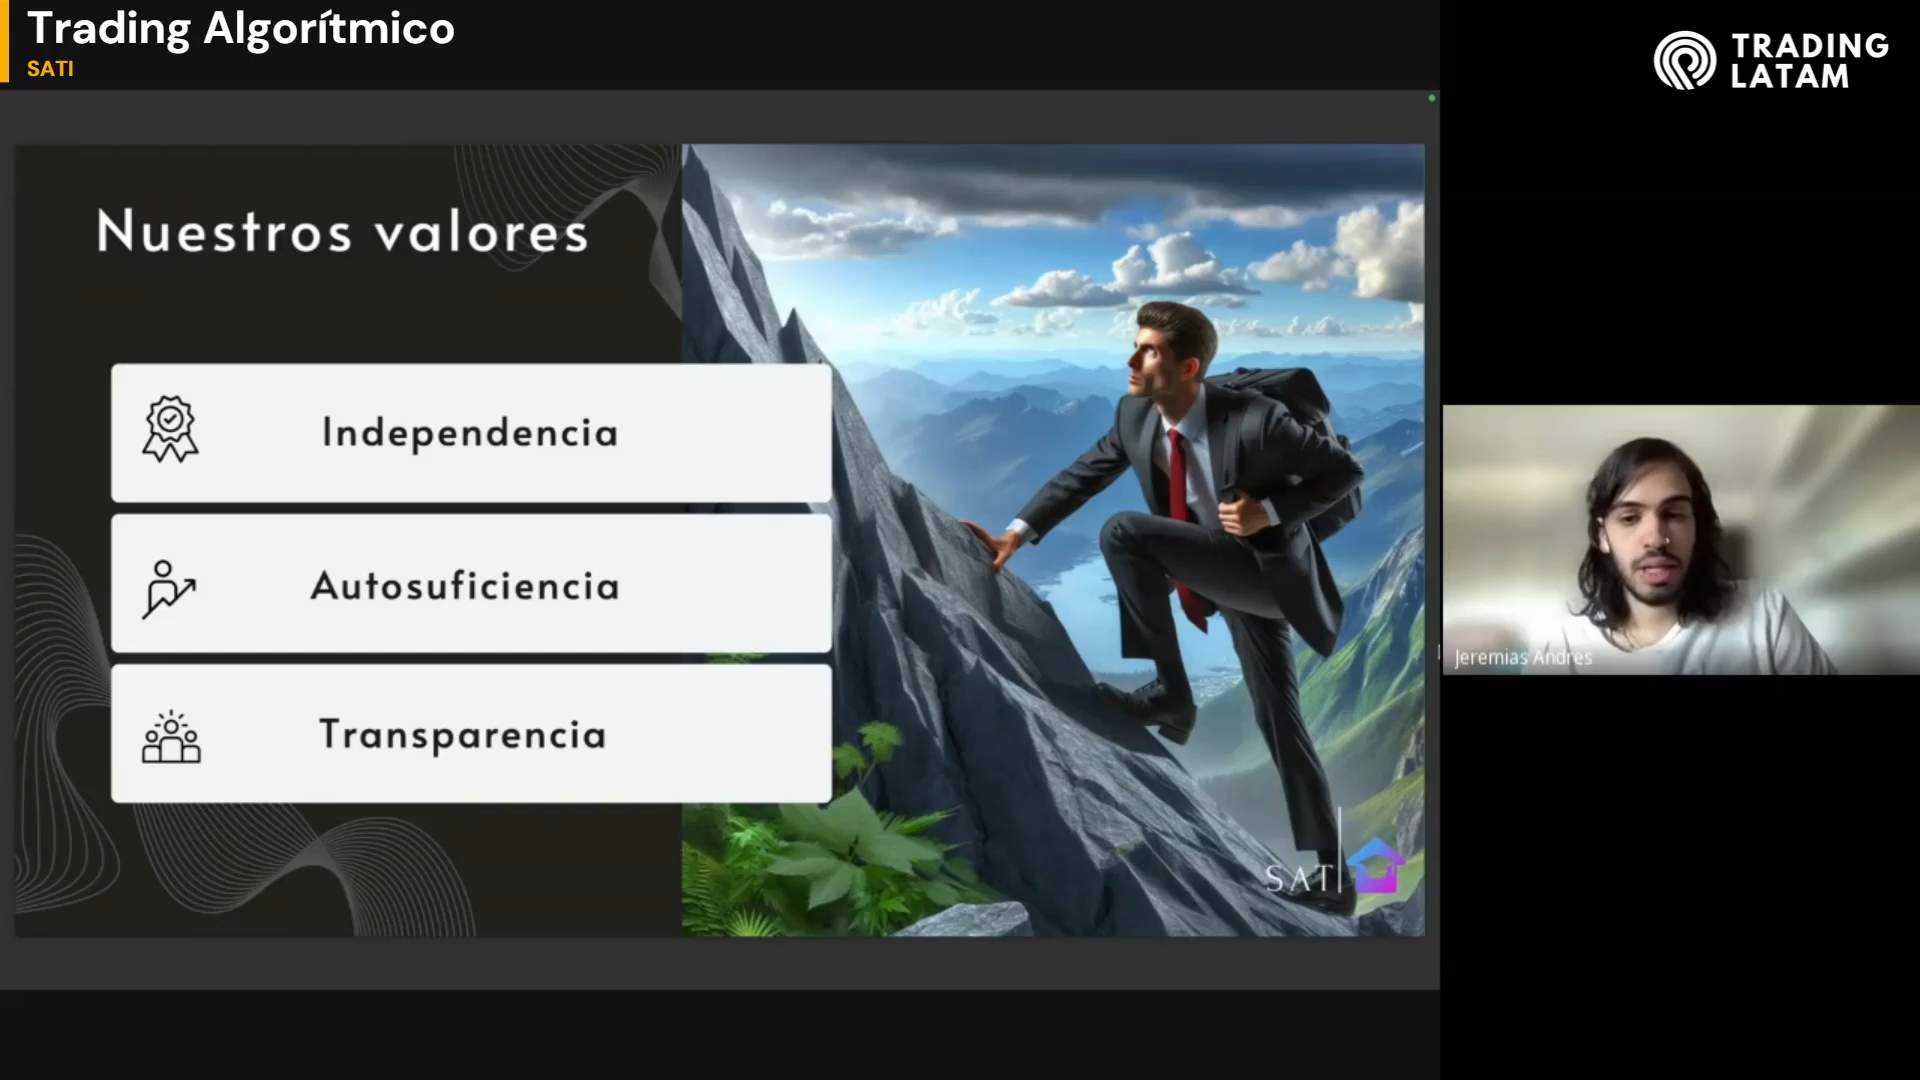 Trading Algorítmico
SATI
TRADING
LATAM
Nuestros valores
Independencia
Autosuficiencia
Transparencia
SAT
Jeremias Andres